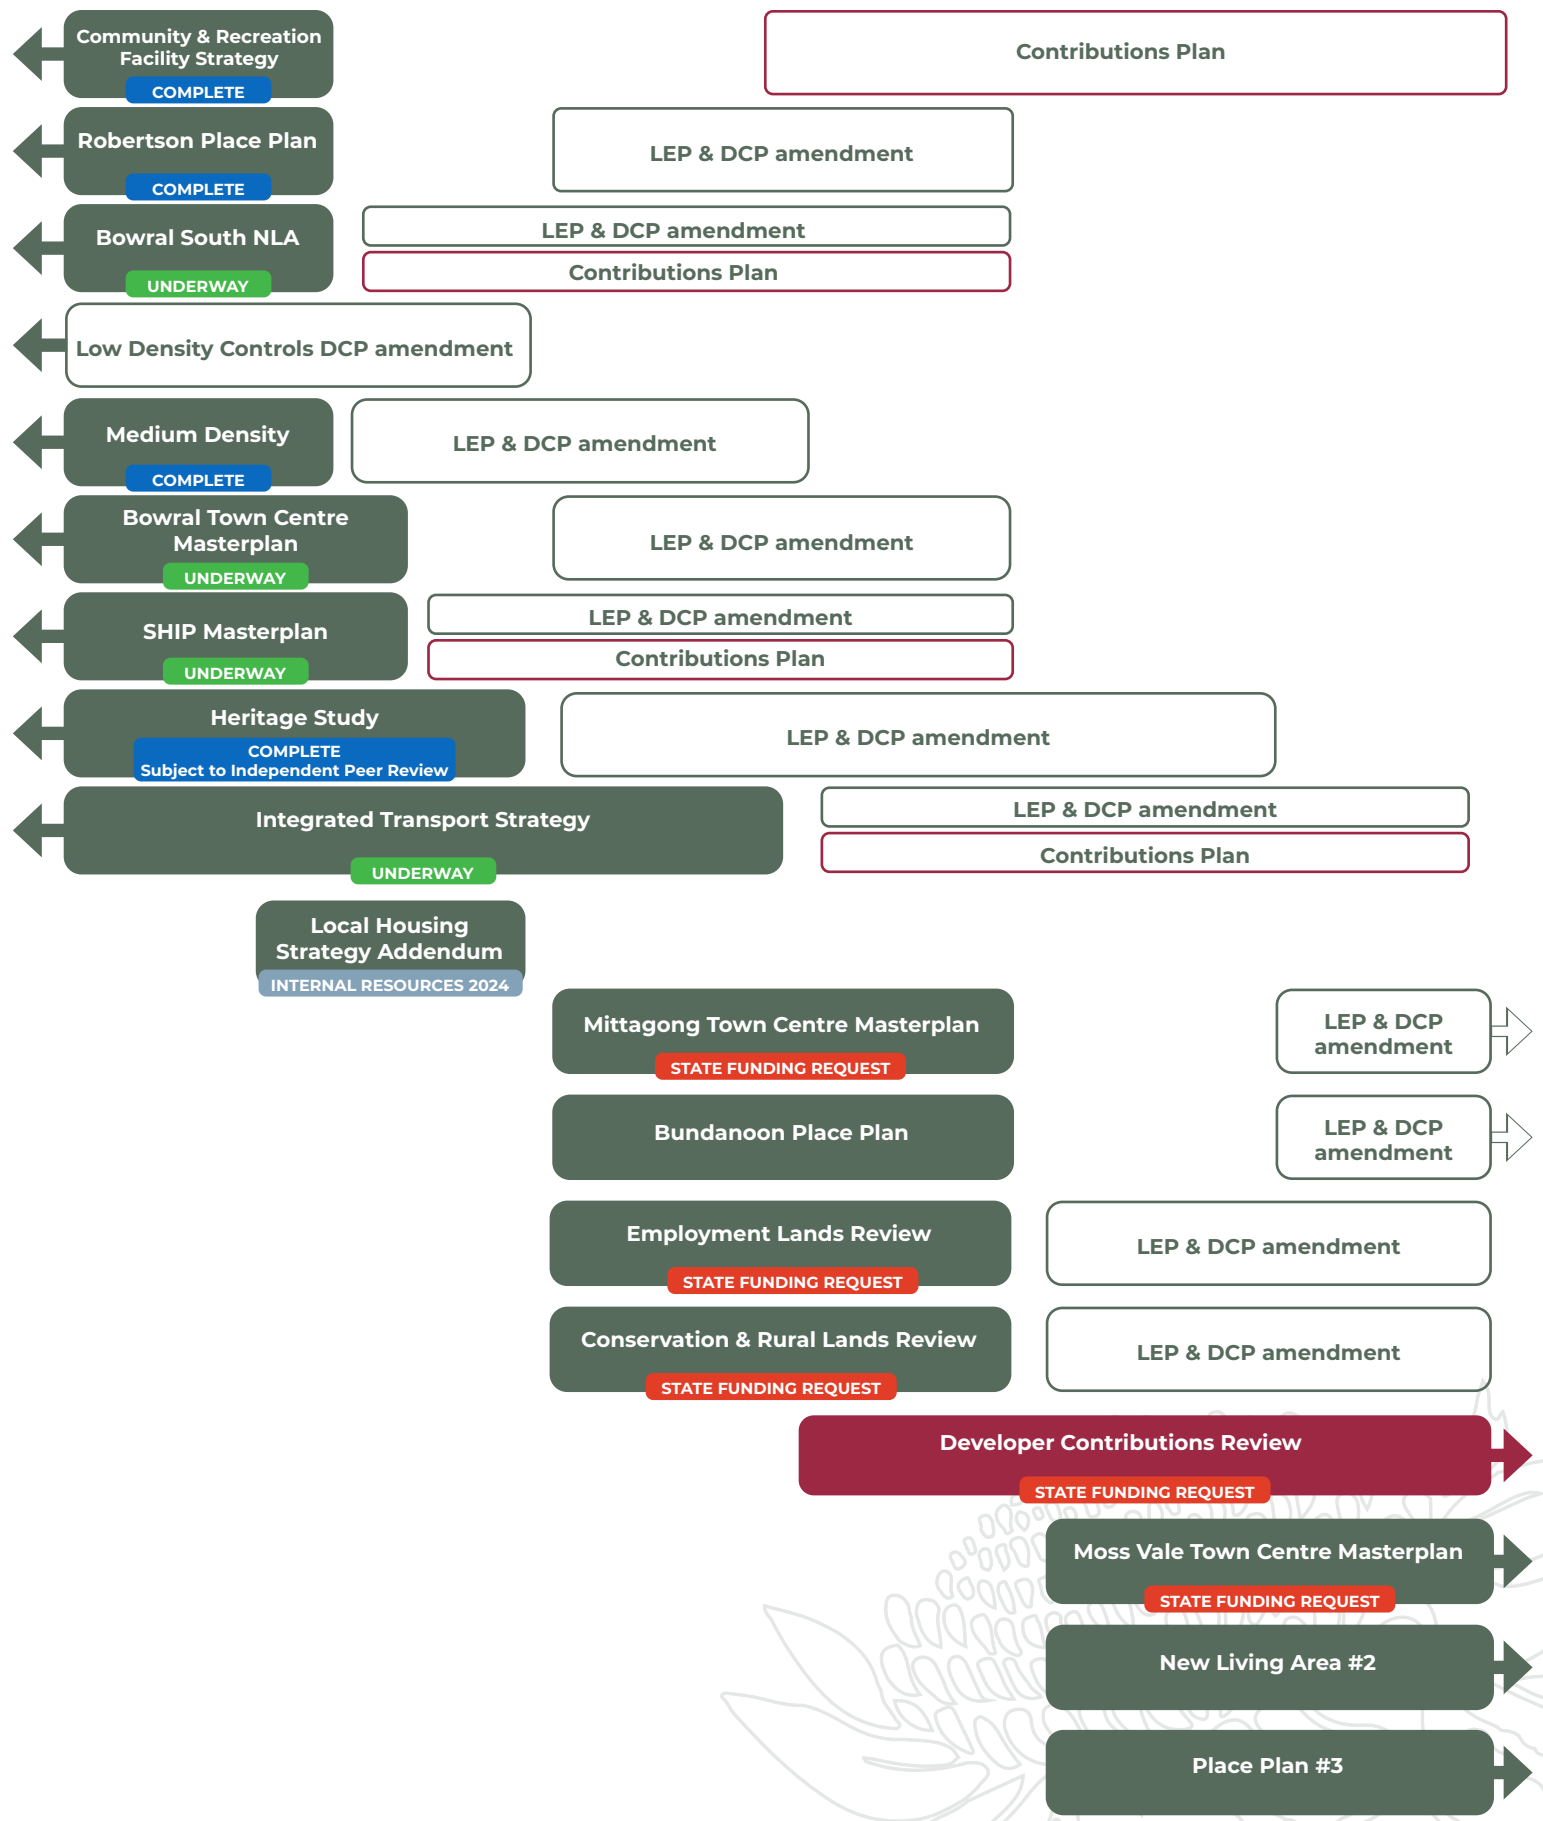 Community & Recreation
Facility Strategy
COMPLETE
Contributions Plan
Robertson Place Plan
COMPLETE
LEP & DCP amendment
Bowral South NLA
UNDERWAY
LEP & DCP amendment
Contributions Plan
Low Density Controls DCP amendment
Medium Density
COMPLETE
LEP & DCP amendment
Bowral Town Centre
Masterplan
UNDERWAY
LEP & DCP amendment
SHIP Masterplan
UNDERWAY
LEP & DCP amendment
Contributions Plan
Heritage Study
COMPLETE
Subject to Independent Peer Review
LEP & DCP amendment
Integrated Transport Strategy
UNDERWAY
LEP & DCP amendment
Contributions Plan
Local Housing
Strategy Addendum
INTERNAL RESOURCES 2024
Mittagong Town Centre Masterplan
STATE FUNDING REQUEST
LEP & DCP
amendment
Bundanoon Place Plan
LEP & DCP
amendment
Employment Lands Review
STATE FUNDING REQUEST
LEP & DCP amendment
Conservation & Rural Lands Review
STATE FUNDING REQUEST
LEP & DCP amendment
Developer Contributions Review
STATE FUNDING REQUEST
Moss Vale Town Centre Masterplan
STATE FUNDING REQUEST
New Living Area #2
Place Plan #3